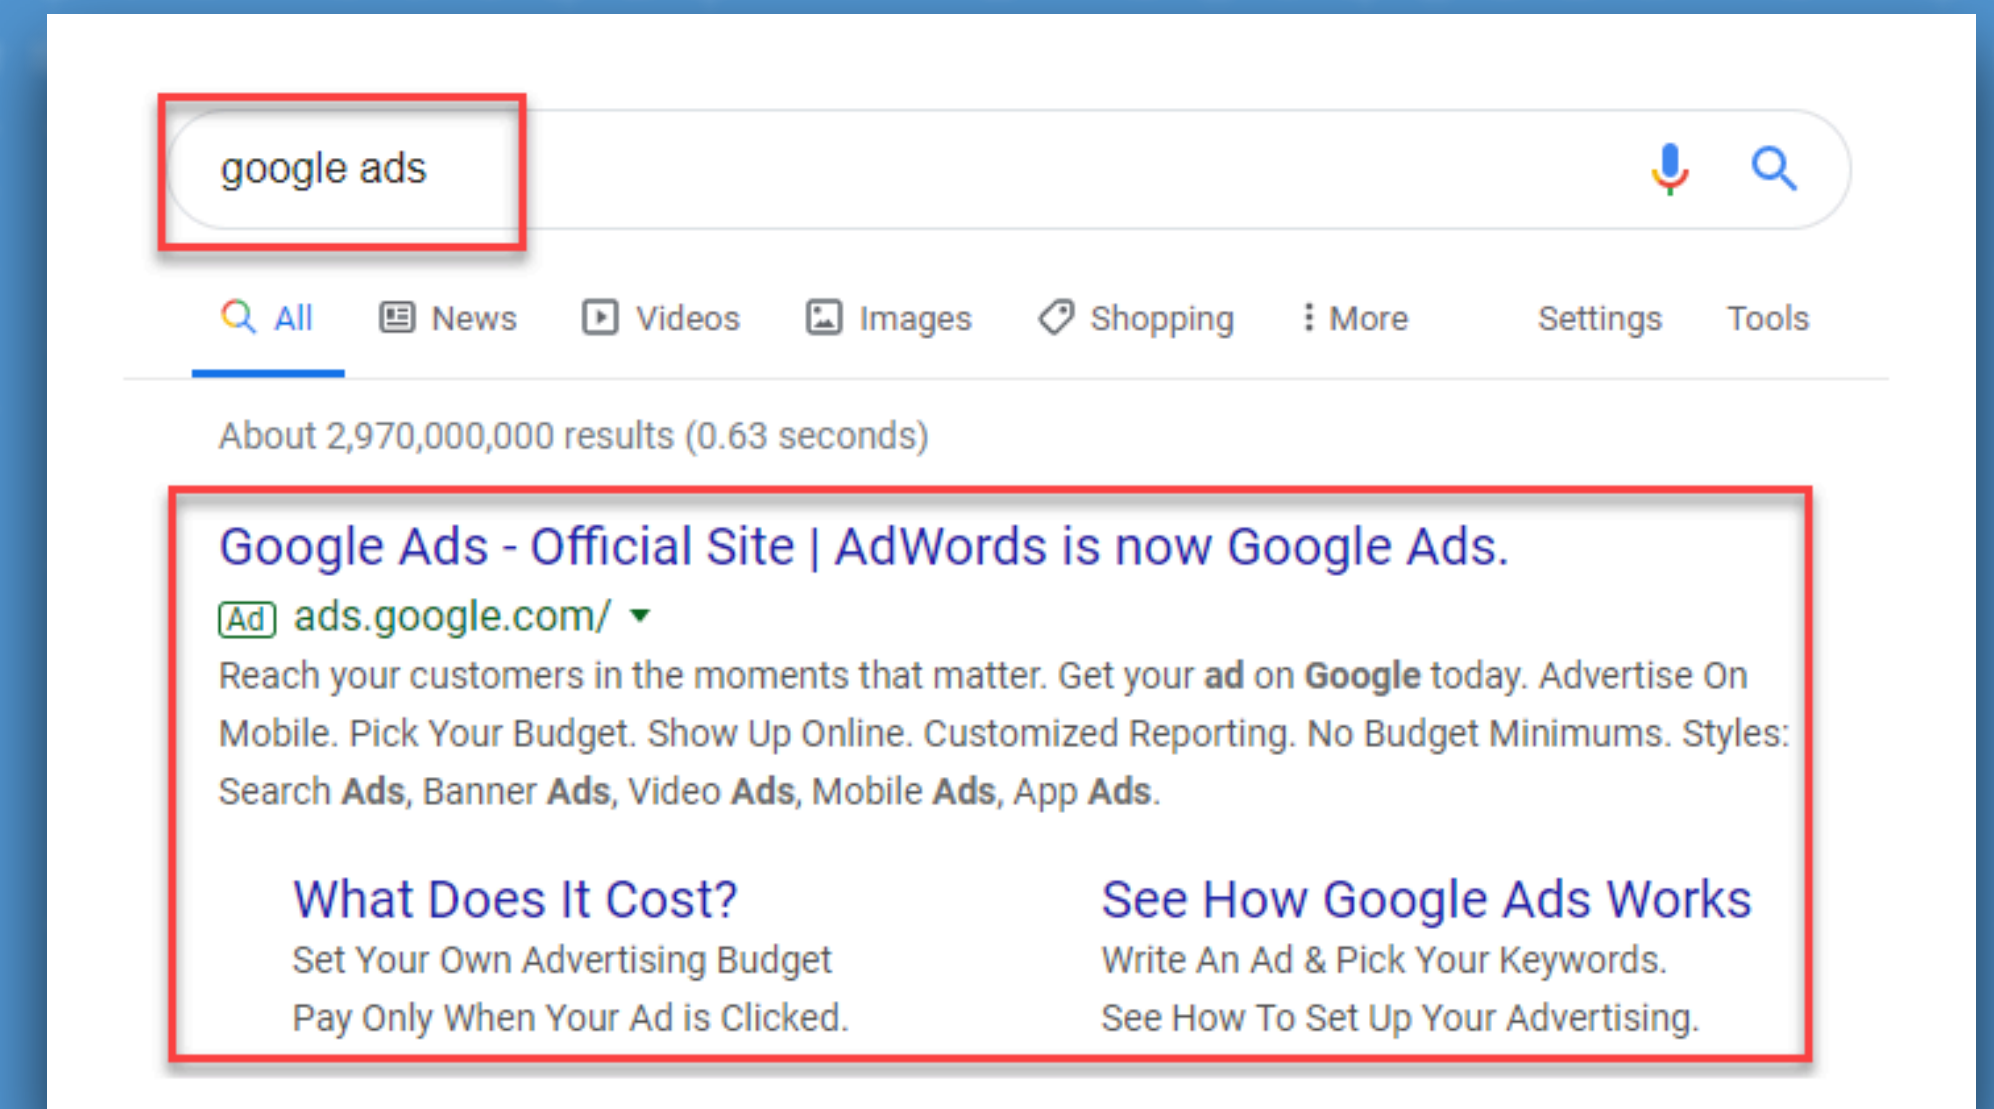 google ads
All News Videos Images Shopping More Settings Tools
About 2,970,000,000 results (0.63 seconds)
Google Ads - Official Site | AdWords is now Google Ads.
Ad ads.google.com/
Reach your customers in the moments that matter. Get your ad on Google today. Advertise On
Mobile. Pick Your Budget. Show Up Online. Customized Reporting. No Budget Minimums. Styles:
Search Ads, Banner Ads, Video Ads, Mobile Ads, App Ads.
What Does It Cost?
Set Your Own Advertising Budget
Pay Only When Your Ad is Clicked.
See How Google Ads Works
Write An Ad & Pick Your Keywords.
See How To Set Up Your Advertising.